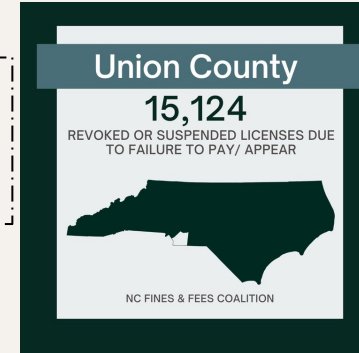 Union County
15,124
REVOKED OR SUSPENDED LICENSES DUE
TO FAILURE TO PAY/ APPEAR
NC FINES & FEES COALITION